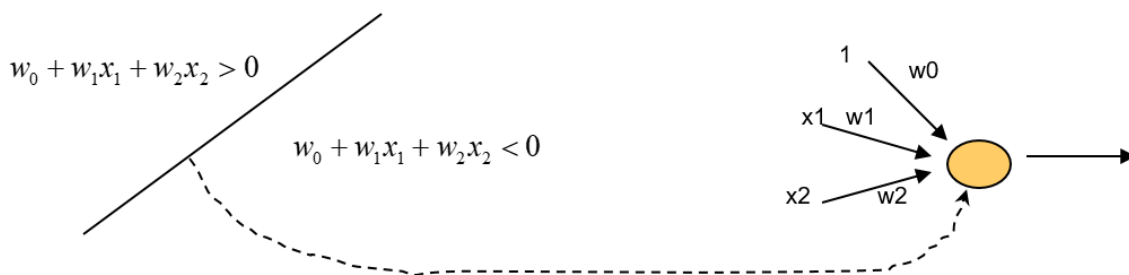 w₀ + w₁x₁ + w₂x₂ > 0
w₀ + w₁x₁ + w₂x₂ < 0
1
w0
x1 w1
x2 w2